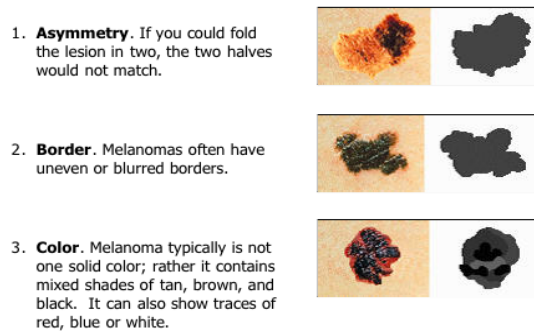 1. Asymmetry. If you could fold
the lesion in two, the two halves
would not match.
2. Border. Melanomas often have
uneven or blurred borders.
3. Color. Melanoma typically is not
one solid color; rather it contains
mixed shades of tan, brown, and
black.  It can also show traces of
red, blue or white.